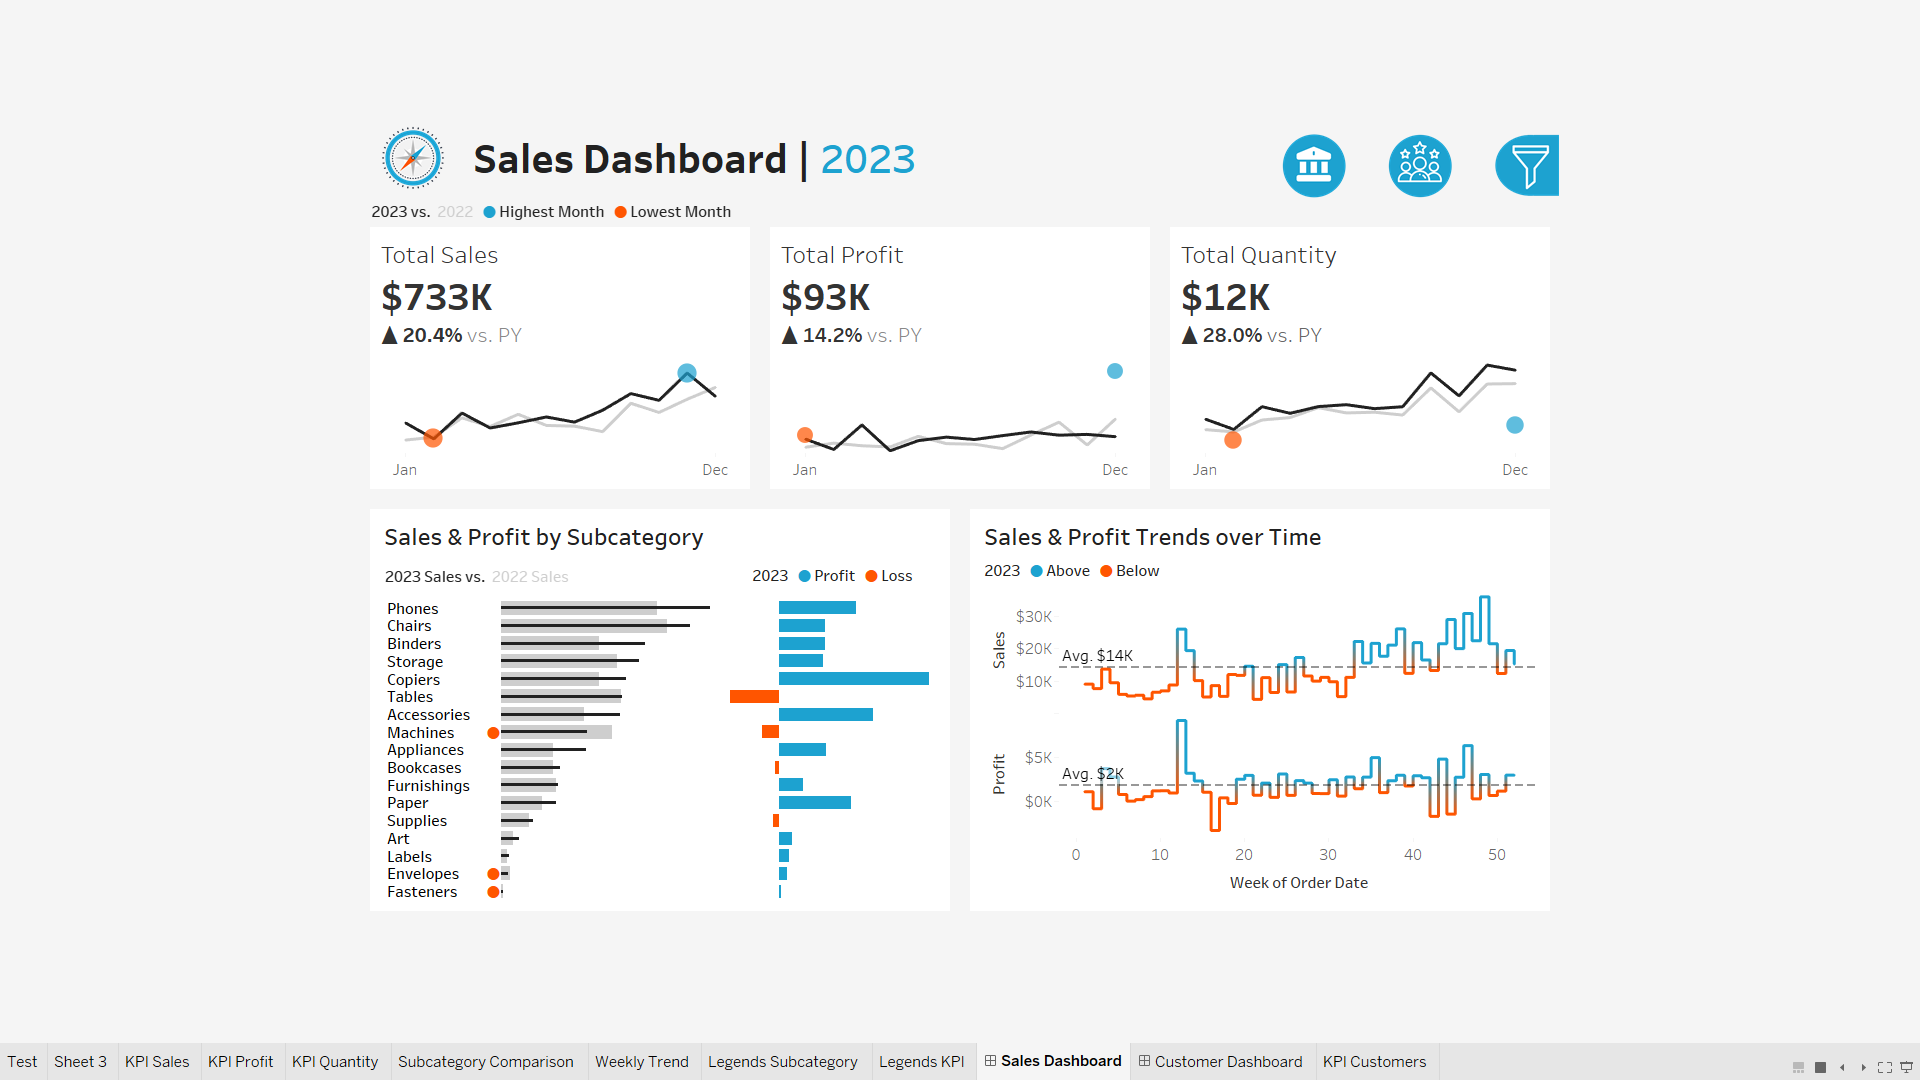 Sales Dashboard | 2023
2023 vs. 2022 Highest Month Lowest Month
Total Sales
$733K
▲ 20.4% vs. PY
Jan Dec
Total Profit
$93K
▲ 14.2% vs. PY
Jan Dec
Total Quantity
$12K
▲ 28.0% vs. PY
Jan Dec
Sales & Profit by Subcategory
2023 Sales vs. 2022 Sales
2023 Profit Loss
Phones
Chairs
Binders
Storage
Copiers
Tables
Accessories
Machines
Appliances
Bookcases
Furnishings
Paper
Supplies
Art
Labels
Envelopes
Fasteners
Sales & Profit Trends over Time
2023 Above Below
Sales
$30K
$20K
$10K
Avg. $14K
Profit
$5K
$0K
Avg. $2K
0 10 20 30 40 50
Week of Order Date
Test Sheet 3 KPI Sales KPI Profit KPI Quantity Subcategory Comparison Weekly Trend Legends Subcategory Legends KPI Sales Dashboard Customer Dashboard KPI Customers